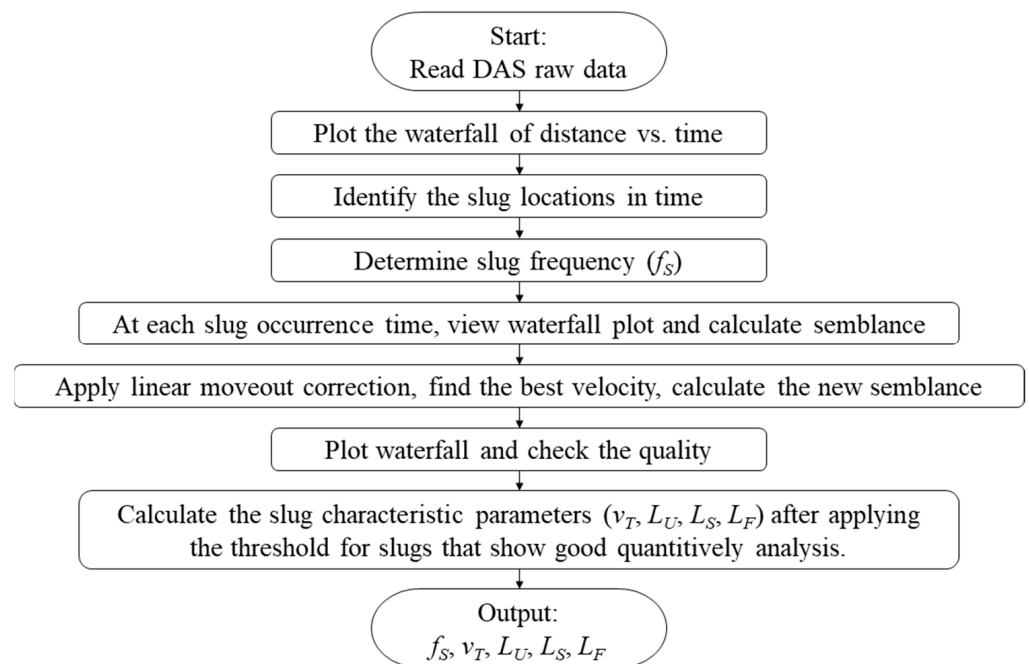 Start:
Read DAS raw data
Plot the waterfall of distance vs. time
Identify the slug locations in time
Determine slug frequency (fS)
At each slug occurrence time, view waterfall plot and calculate semblance
Apply linear moveout correction, find the best velocity, calculate the new semblance
Plot waterfall and check the quality
Calculate the slug characteristic parameters (vT, LU, LS, LF) after applying
the threshold for slugs that show good quantitively analysis.
Output:
fS, vT, LU, LS, LF